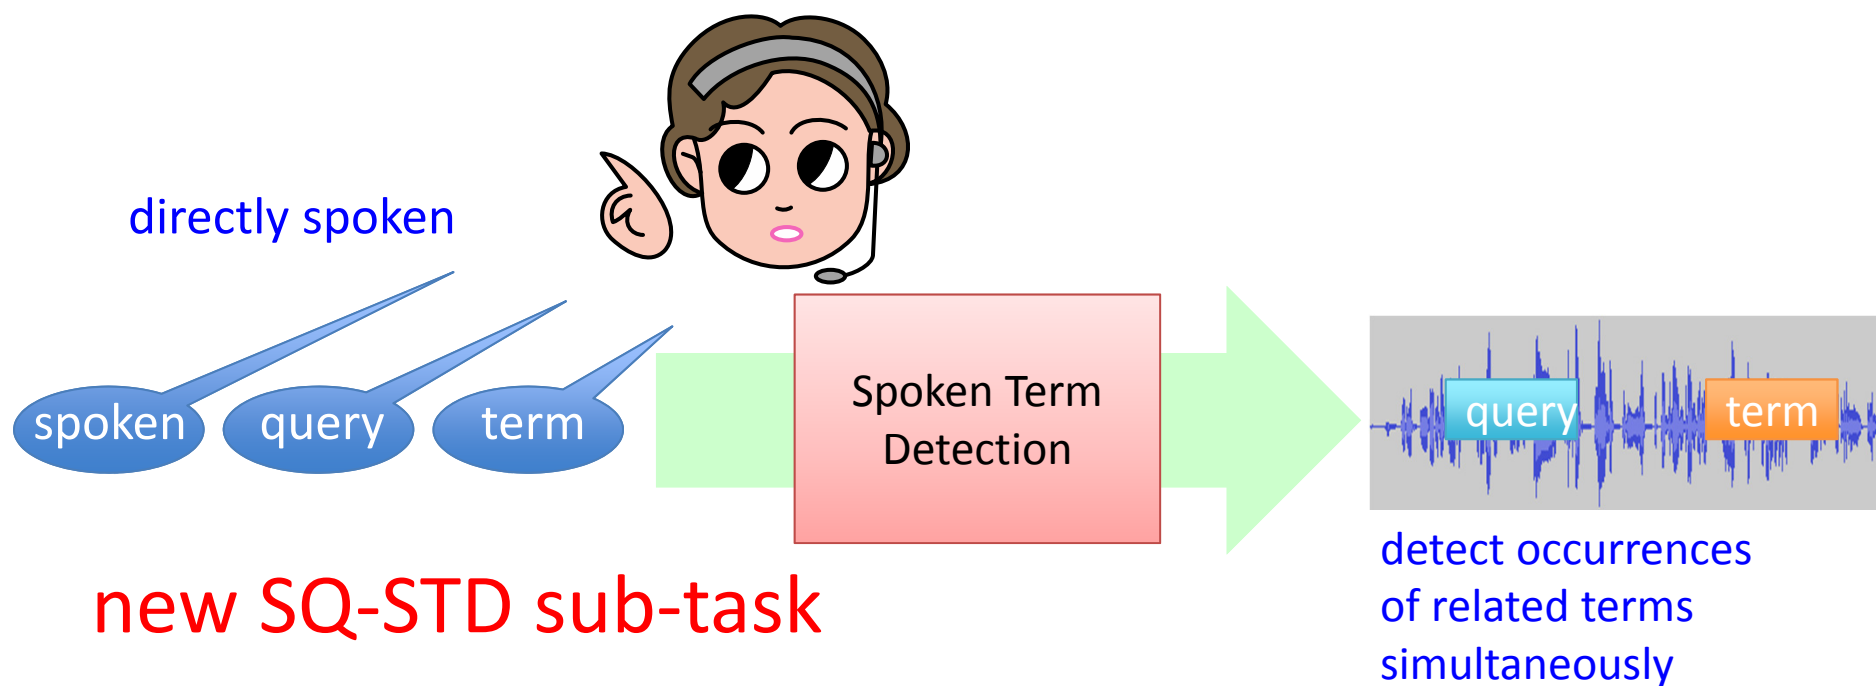 directly spoken
spoken query term
Spoken Term
Detection
query term
new SQ-STD sub-task
detect occurrences
of related terms
simultaneously